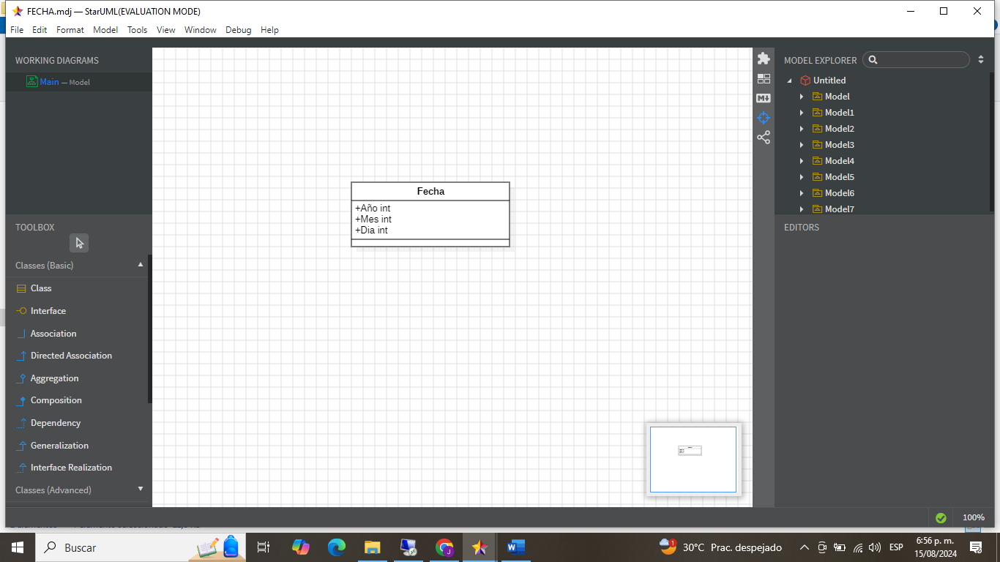 FECHA.mdj — StarUML(EVALUATION MODE)
File Edit Format Model Tools View Window Debug Help
WORKING DIAGRAMS
Main — Model
TOOLBOX
Classes (Basic)
Class
Interface
Association
Directed Association
Aggregation
Composition
Dependency
Generalization
Interface Realization
Classes (Advanced)
Fecha
+Año int
+Mes int
+Dia int
M
MODEL EXPLORER
Untitled
Model
Model1
Model2
Model3
Model4
Model5
Model6
Model7
EDITORS
100%
Buscar
J
W
1
30°C Prac. despejado
ESP
6:56 p. m.
15/08/2024